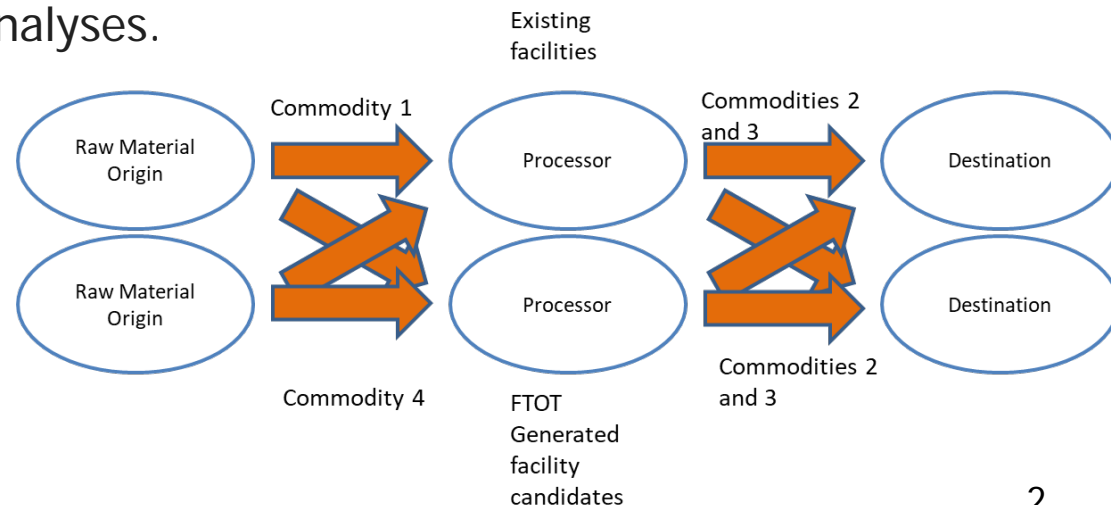 nalyses.
Existing
facilities
Commodity 1
Commodities 2
and 3
Raw Material
Origin
Processor
Destination
Raw Material
Origin
Processor
Destination
Commodity 4
FTOT
Generated
facility
candidates
Commodities 2
and 3
2